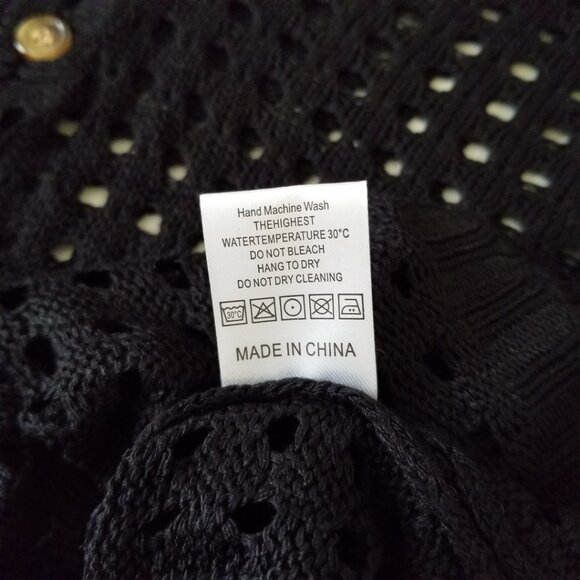 Hand Machine Wash
THEHIGHEST
WATERTEMPERATURE 30°C
DO NOT BLEACH
HANG TO DRY
DO NOT DRY CLEANING
30°C
MADE IN CHINA